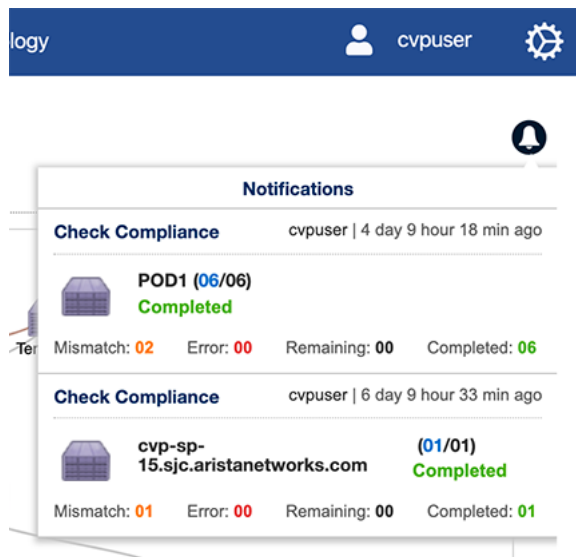 logy cvpuser
Notifications
Check Compliance cvpuser | 4 day 9 hour 18 min ago
POD1 (06/06)
Completed
Ter
Mismatch: 02 Error: 00 Remaining: 00 Completed: 06
Check Compliance cvpuser | 6 day 9 hour 33 min ago
cvp-sp-
15.sjc.aristanetworks.com
(01/01)
Completed
Mismatch: 01 Error: 00 Remaining: 00 Completed: 01